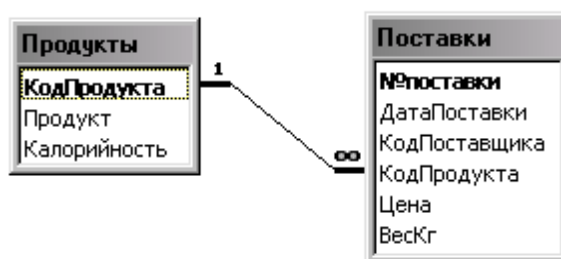 Продукты
КодПродукта
Продукт
Калорийность
1
∞
Поставки
№поставки
ДатаПоставки
КодПоставщика
КодПродукта
Цена
ВесКг